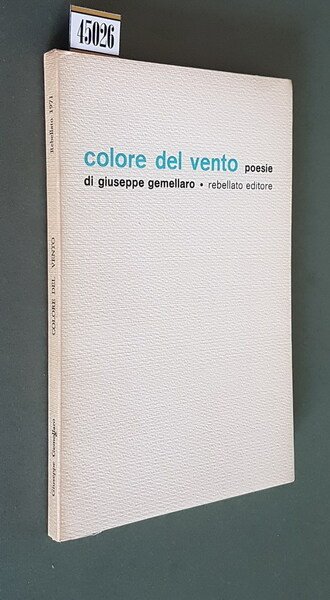 45026
colore del vento poesie
di giuseppe gemellaro • rebellato editore
Giuseppe Gemellaro
COLORE DEL VENTO
Rebellato 1971